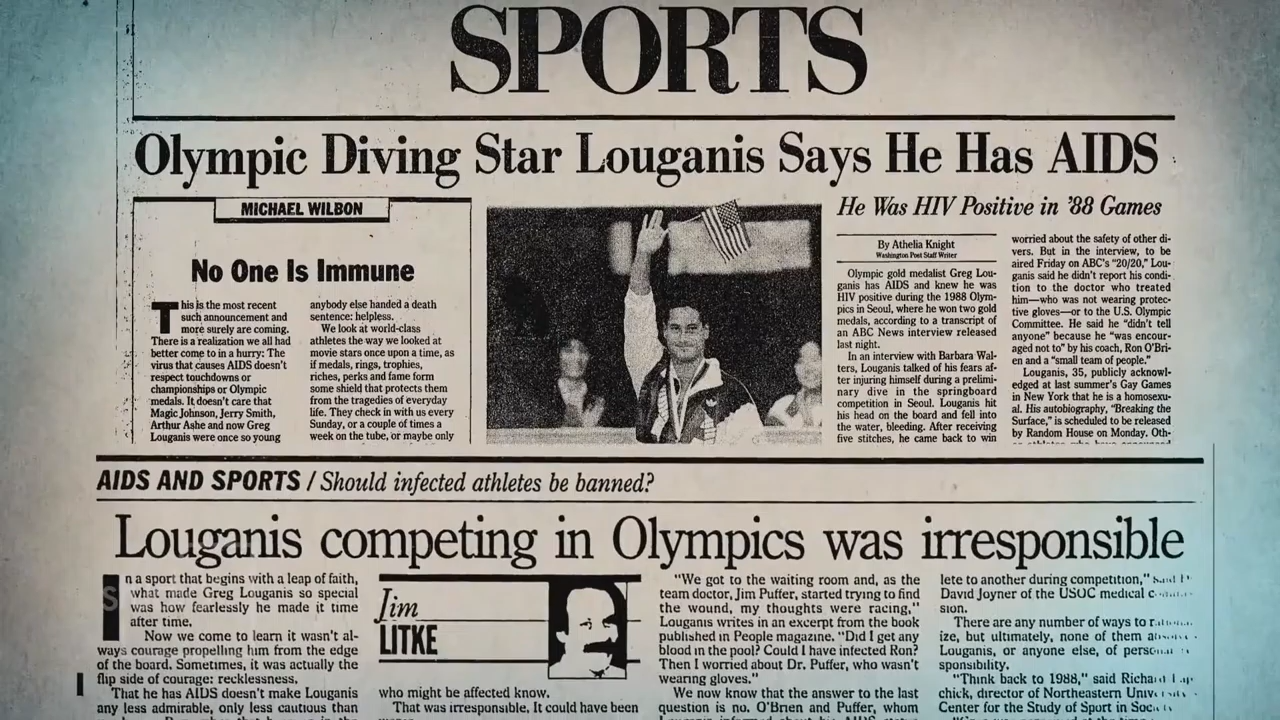 SPORTS
Olympic Diving Star Louganis Says He Has AIDS
MICHAEL WILBON
No One Is Immune
This is the most recent
such announcement and
more surely are coming.
There is a realization we all had
better come to in a hurry: The
virus that causes AIDS doesn't
respect touchdowns or
championships or Olympic
medals. It doesn't care that
Magic Johnson, Jerry Smith,
Arthur Ashe and now Greg
Louganis were once so young
anybody else handed a death
sentence: helpless.
We look at world-class
athletes the way we looked at
movie stars once upon a time, as
if medals, rings, trophies,
riches, perks and fame form
some shield that protects them
from the tragedies of everyday
life. They check in with us every
Sunday, or a couple of times a
week on the tube, or maybe only
He Was HIV Positive in '88 Games
By Athelia Knight
Washington Post Staff Writer
Olympic gold medalist Greg Lou-
ganis has AIDS and knew he was
HIV positive during the 1988 Olym-
pics in Seoul, where he won two gold
medals, according to a transcript of
an ABC News interview released
last night.
In an interview with Barbara Wal-
ters, Louganis talked of his fears af-
ter injuring himself during a prelimi-
nary dive in the springboard
competition in Seoul. Louganis hit
his head on the board and fell into
the water, bleeding. After receiving
five stitches, he came back to win
worried about the safety of other di-
vers. But in the interview, to be
aired Friday on ABC's "20/20," Lou-
ganis said he didn't report his condi-
tion to the doctor who treated
him—who was not wearing protec-
tive gloves—or to the U.S. Olympic
Committee. He said he "didn't tell
anyone" because he "was encour-
aged not to" by his coach, Ron O'Bri-
en and a "small team of people."
Louganis, 35, publicly acknowl-
edged at last summer's Gay Games
in New York that he is a homosexu-
al. His autobiography, "Breaking the
Surface," is scheduled to be released
by Random House on Monday. Oth-
AIDS AND SPORTS / Should infected athletes be banned?
Louganis competing in Olympics was irresponsible
In a sport that begins with a leap of faith,
what made Greg Louganis so special
was how fearlessly he made it time
after time.
Now we come to learn it wasn't al-
ways courage propelling him from the edge
of the board. Sometimes, it was actually the
flip side of courage: recklessness.
That he has AIDS doesn't make Louganis
any less admirable, only less cautious than
Jim
LITKE
who might be affected know.
That was irresponsible. It could have been
"We got to the waiting room and, as the
team doctor, Jim Puffer, started trying to find
the wound, my thoughts were racing,"
Louganis writes in an excerpt from the book
published in People magazine. "Did I get any
blood in the pool? Could I have infected Ron?
Then I worried about Dr. Puffer, who wasn't
wearing gloves."
We now know that the answer to the last
question is no. O'Brien and Puffer, whom
lete to another during competition,"
David Joyner of the USOC medical
sion.
There are any number of ways to
ize, but ultimately, none of them
Louganis, or anyone else, of
sponsibility.
"Think back to 1988," said Richard
chick, director of Northeastern
Center for the Study of Sport in